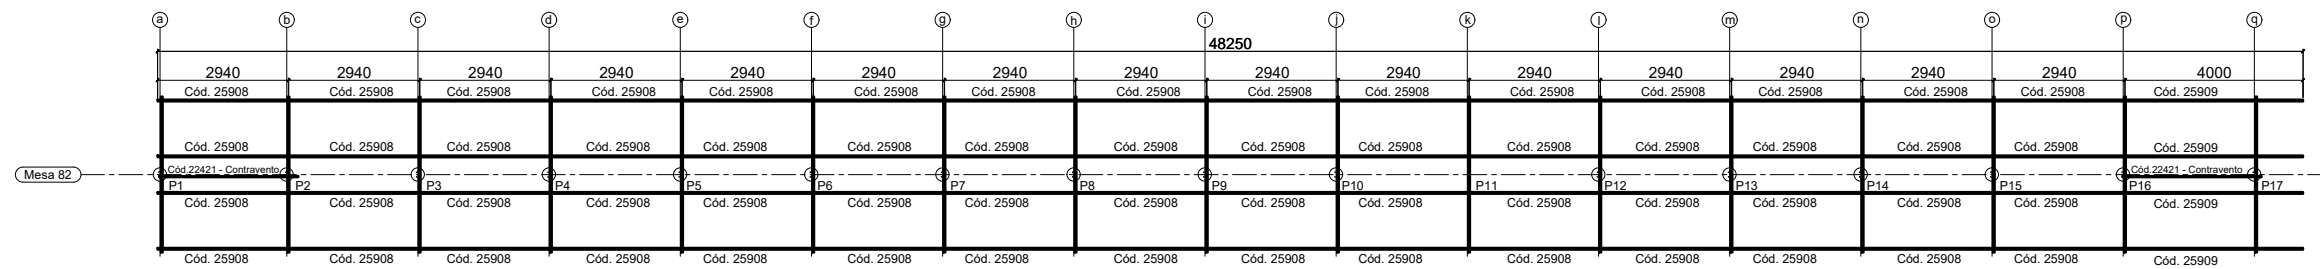 a b c d e f g h i j k l m n o p q
48250
2940 2940 2940 2940 2940 2940 2940 2940 2940 2940 2940 2940 2940 2940 2940 4000
Cód. 25908 Cód. 25908 Cód. 25908 Cód. 25908 Cód. 25908 Cód. 25908 Cód. 25908 Cód. 25908 Cód. 25908 Cód. 25908 Cód. 25908 Cód. 25908 Cód. 25908 Cód. 25908 Cód. 25908 Cód. 25909
Cód. 25908 Cód. 25908 Cód. 25908 Cód. 25908 Cód. 25908 Cód. 25908 Cód. 25908 Cód. 25908 Cód. 25908 Cód. 25908 Cód. 25908 Cód. 25908 Cód. 25908 Cód. 25908 Cód. 25908 Cód. 25909
Mesa 82 Cód.22421 - Contravento Cód.22421 - Contravento
P1 P2 P3 P4 P5 P6 P7 P8 P9 P10 P11 P12 P13 P14 P15 P16 P17
Cód. 25908 Cód. 25908 Cód. 25908 Cód. 25908 Cód. 25908 Cód. 25908 Cód. 25908 Cód. 25908 Cód. 25908 Cód. 25908 Cód. 25908 Cód. 25908 Cód. 25908 Cód. 25908 Cód. 25908 Cód. 25909
Cód. 25908 Cód. 25908 Cód. 25908 Cód. 25908 Cód. 25908 Cód. 25908 Cód. 25908 Cód. 25908 Cód. 25908 Cód. 25908 Cód. 25908 Cód. 25908 Cód. 25908 Cód. 25908 Cód. 25908 Cód. 25909